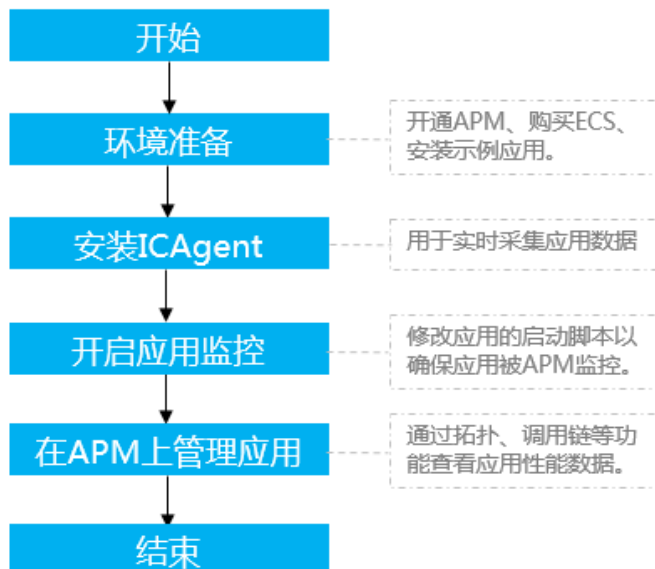 开始
环境准备
开通APM、购买ECS、
安装示例应用。
安装ICAgent
用于实时采集应用数据
开启应用监控
修改应用的启动脚本以
确保应用被APM监控。
在APM上管理应用
通过拓扑、调用链等功
能查看应用性能数据。
结束